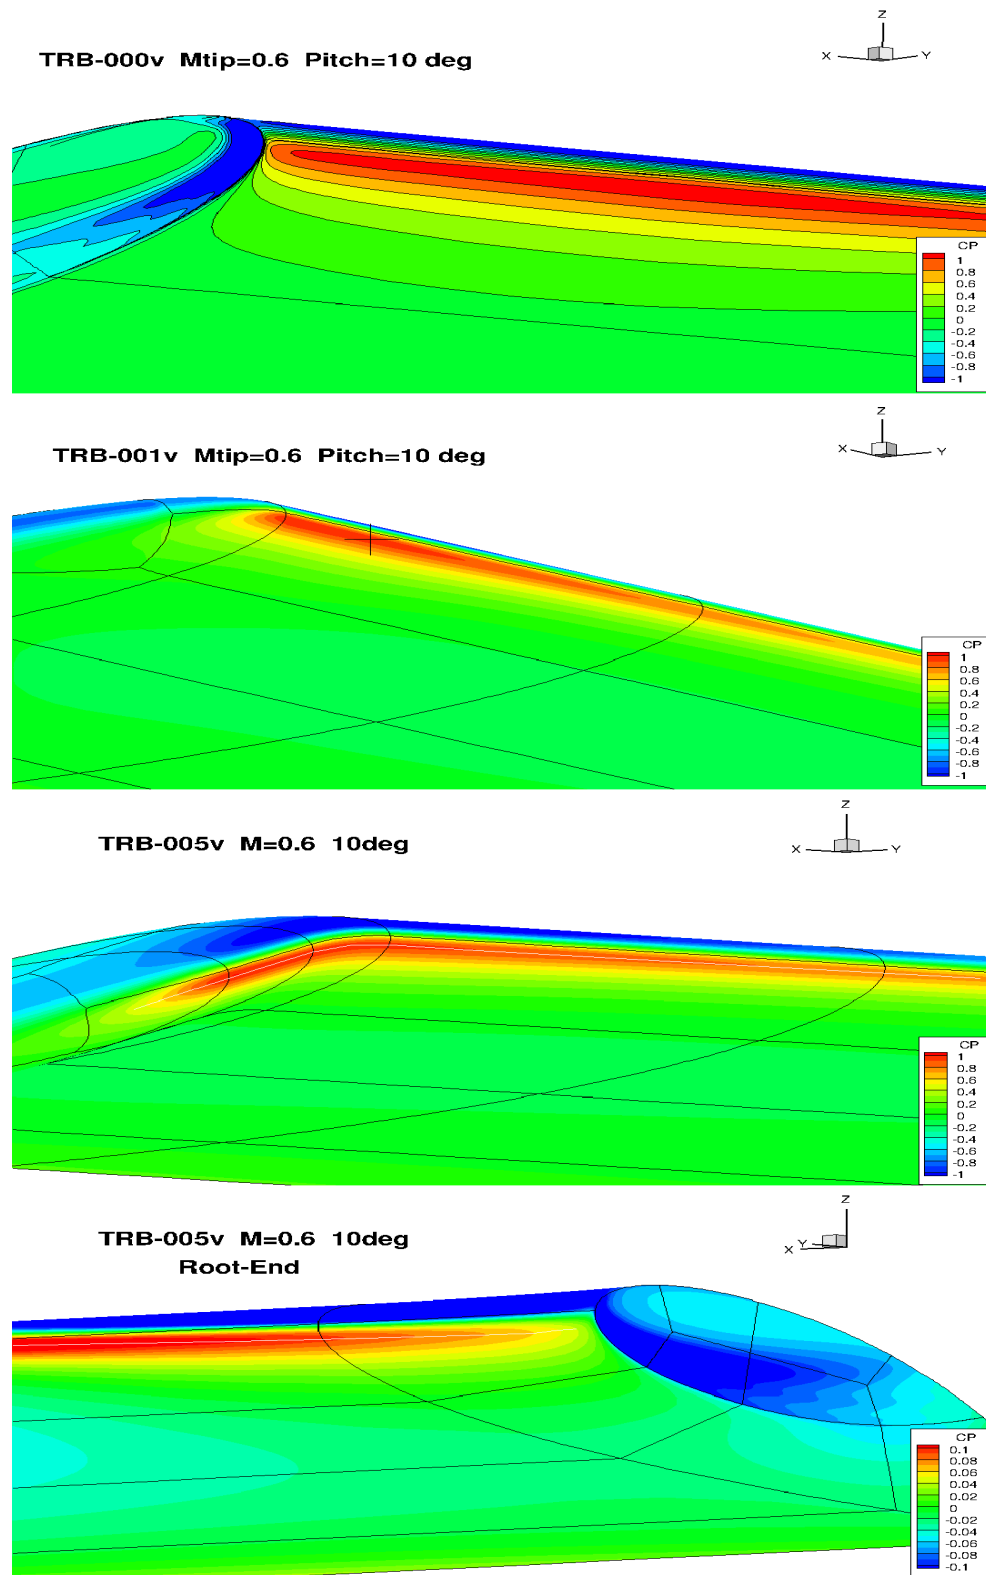 Z
TRB-000v Mtip=0.6 Pitch=10 deg
X Y
CP
1
0.8
0.6
0.4
0.2
0
-0.2
-0.4
-0.6
-0.8
-1
Z
TRB-001v Mtip=0.6 Pitch=10 deg
X Y
CP
1
0.8
0.6
0.4
0.2
0
-0.2
-0.4
-0.6
-0.8
-1
Z
TRB-005v M=0.6 10deg
X Y
CP
1
0.8
0.6
0.4
0.2
0
-0.2
-0.4
-0.6
-0.8
-1
Z
TRB-005v M=0.6 10deg
X Y
Root-End
CP
0.1
0.08
0.06
0.04
0.02
0
-0.02
-0.04
-0.06
-0.08
-0.1